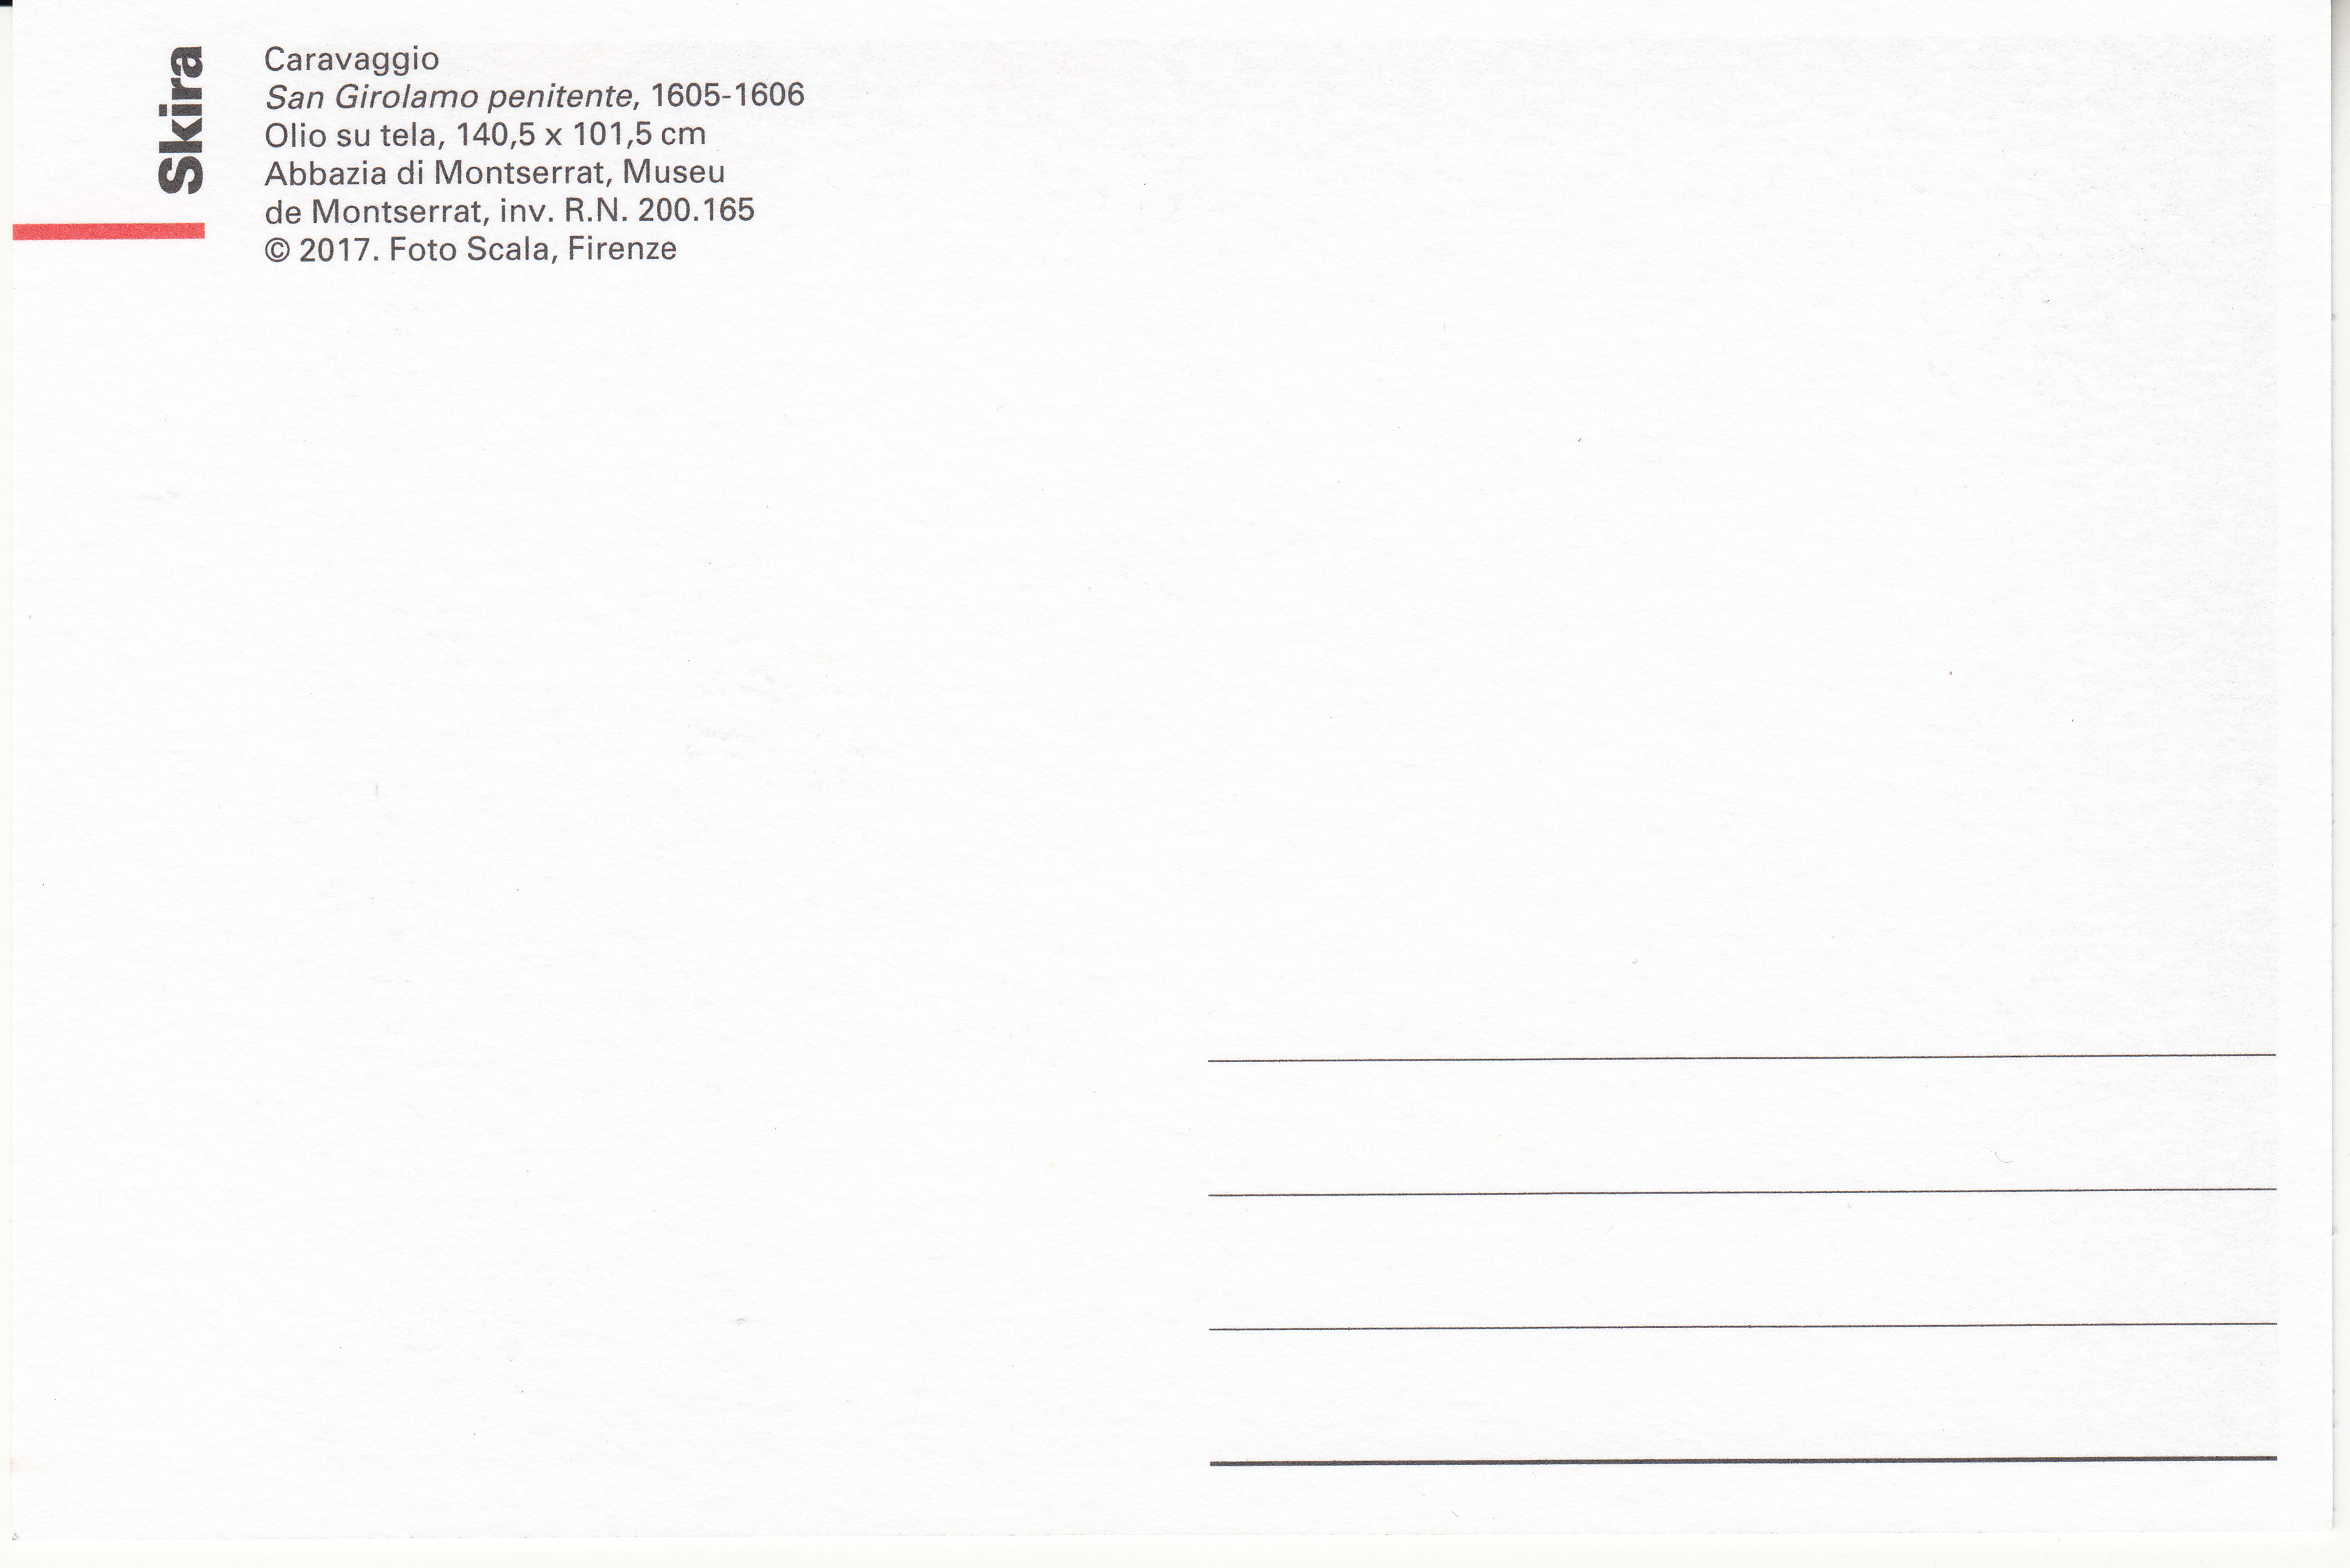 Skira
Caravaggio
San Girolamo penitente, 1605-1606
Olio su tela, 140,5 x 101,5 cm
Abbazia di Montserrat, Museu
de Montserrat, inv. R.N. 200.165
© 2017. Foto Scala, Firenze